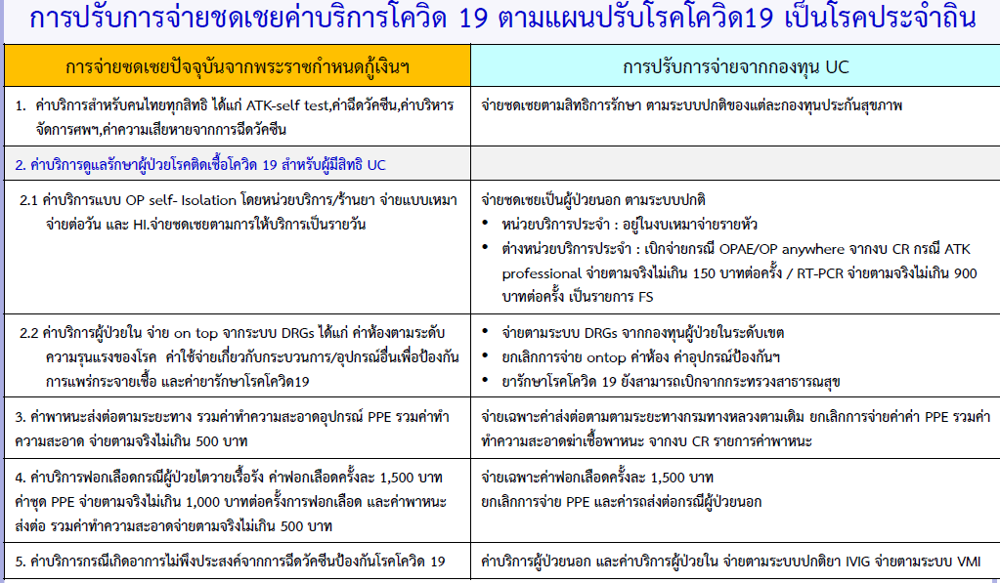 การปรับการจ่ายชดเชยค่าบริการโควิด 19 ตามแผนปรับโรคโควิด19 เป็นโรคประจำถิ่น
การจ่ายชดเชยปัจจุบันจากพระราชกำหนดกู้เงินฯ
การปรับการจ่ายจากกองทุน UC
1. ค่าบริการสำหรับคนไทยทุกสิทธิ ได้แก่ ATK-self test,ค่าฉีดวัคซีน,ค่าบริหาร
จัดการศพฯ,ค่าความเสียหายจากการฉีดวัคซีน
จ่ายชดเชยตามสิทธิการรักษา ตามระบบปกติของแต่ละกองทุนประกันสุขภาพ
2. ค่าบริการดูแลรักษาผู้ป่วยโรคติดเชื้อโควิด 19 สำหรับผู้มีสิทธิ UC
2.1 ค่าบริการแบบ OP self- Isolation โดยหน่วยบริการ/ร้านยา จ่ายแบบเหมา
จ่ายต่อวัน และ HI.จ่ายชดเชยตามการให้บริการเป็นรายวัน
จ่ายชดเชยเป็นผู้ป่วยนอก ตามระบบปกติ
• หน่วยบริการประจำ : อยู่ในงบเหมาจ่ายรายหัว
• ต่างหน่วยบริการประจำ : เบิกจ่ายกรณี OPAE/OP anywhere จากงบ CR กรณี ATK
professional จ่ายตามจริงไม่เกิน 150 บาทต่อครั้ง / RT-PCR จ่ายตามจริงไม่เกิน 900
บาทต่อครั้ง เป็นรายการ FS
2.2 ค่าบริการผู้ป่วยใน จ่าย on top จากระบบ DRGs ได้แก่ ค่าห้องตามระดับ
ความรุนแรงของโรค ค่าใช้จ่ายเกี่ยวกับกระบวนการ/อุปกรณ์อื่นเพื่อป้องกัน
การแพร่กระจายเชื้อ และค่ายารักษาโรคโควิด19
• จ่ายตามระบบ DRGs จากกองทุนผู้ป่วยในระดับเขต
• ยกเลิกการจ่าย ontop ค่าห้อง ค่าอุปกรณ์ป้องกันฯ
• ยารักษาโรคโควิด 19 ยังสามารถเบิกจากกระทรวงสาธารณสุข
3. ค่าพาหนะส่งต่อตามระยะทาง รวมค่าทำความสะอาดอุปกรณ์ PPE รวมค่าทำ
ความสะอาด จ่ายตามจริงไม่เกิน 500 บาท
จ่ายเฉพาะค่าส่งต่อตามตามระยะทางกรมทางหลวงตามเดิม ยกเลิกการจ่ายค่าค่า PPE รวมค่า
ทำความสะอาดฆ่าเชื้อพาหนะ จากงบ CR รายการค่าพาหนะ
4. ค่าบริการฟอกเลือดกรณีผู้ป่วยไตวายเรื้อรัง ค่าฟอกเลือดครั้งละ 1,500 บาท
ค่าชุด PPE จ่ายตามจริงไม่เกิน 1,000 บาทต่อครั้งการฟอกเลือด และค่าพาหนะ
ส่งต่อ รวมค่าทำความสะอาดจ่ายตามจริงไม่เกิน 500 บาท
จ่ายเฉพาะค่าฟอกเลือดครั้งละ 1,500 บาท
ยกเลิกการจ่าย PPE และค่ารถส่งต่อกรณีผู้ป่วยนอก
5. ค่าบริการกรณีเกิดอาการไม่พึงประสงค์จากการฉีดวัคซีนป้องกันโรคโควิด 19
ค่าบริการผู้ป่วยนอก และค่าบริการผู้ป่วยใน จ่ายตามระบบปกติยา IVIG จ่ายตามระบบ VMI